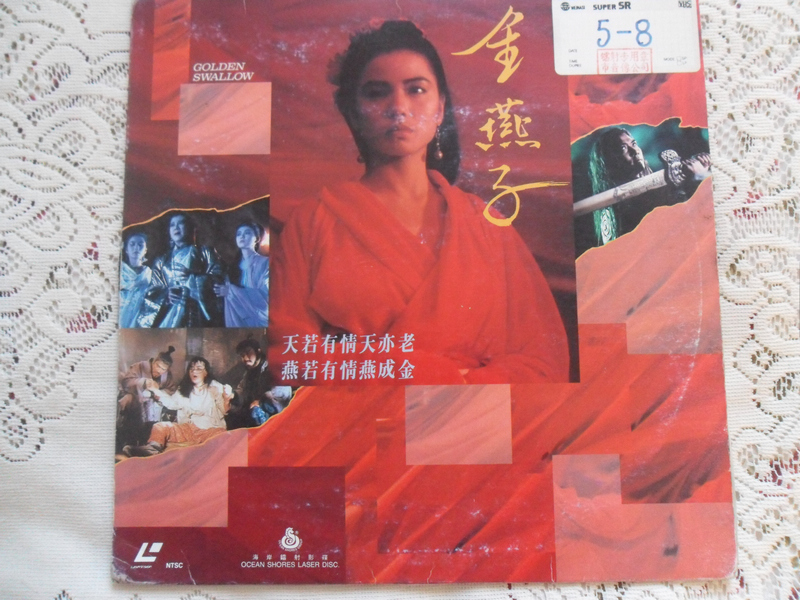 GOLDEN
SWALLOW
金燕子
SUPER SR
5-8
天若有情天亦老
燕若有情燕成金
NTSC
海岸鐳射影碟
OCEAN SHORES LASER DISC.